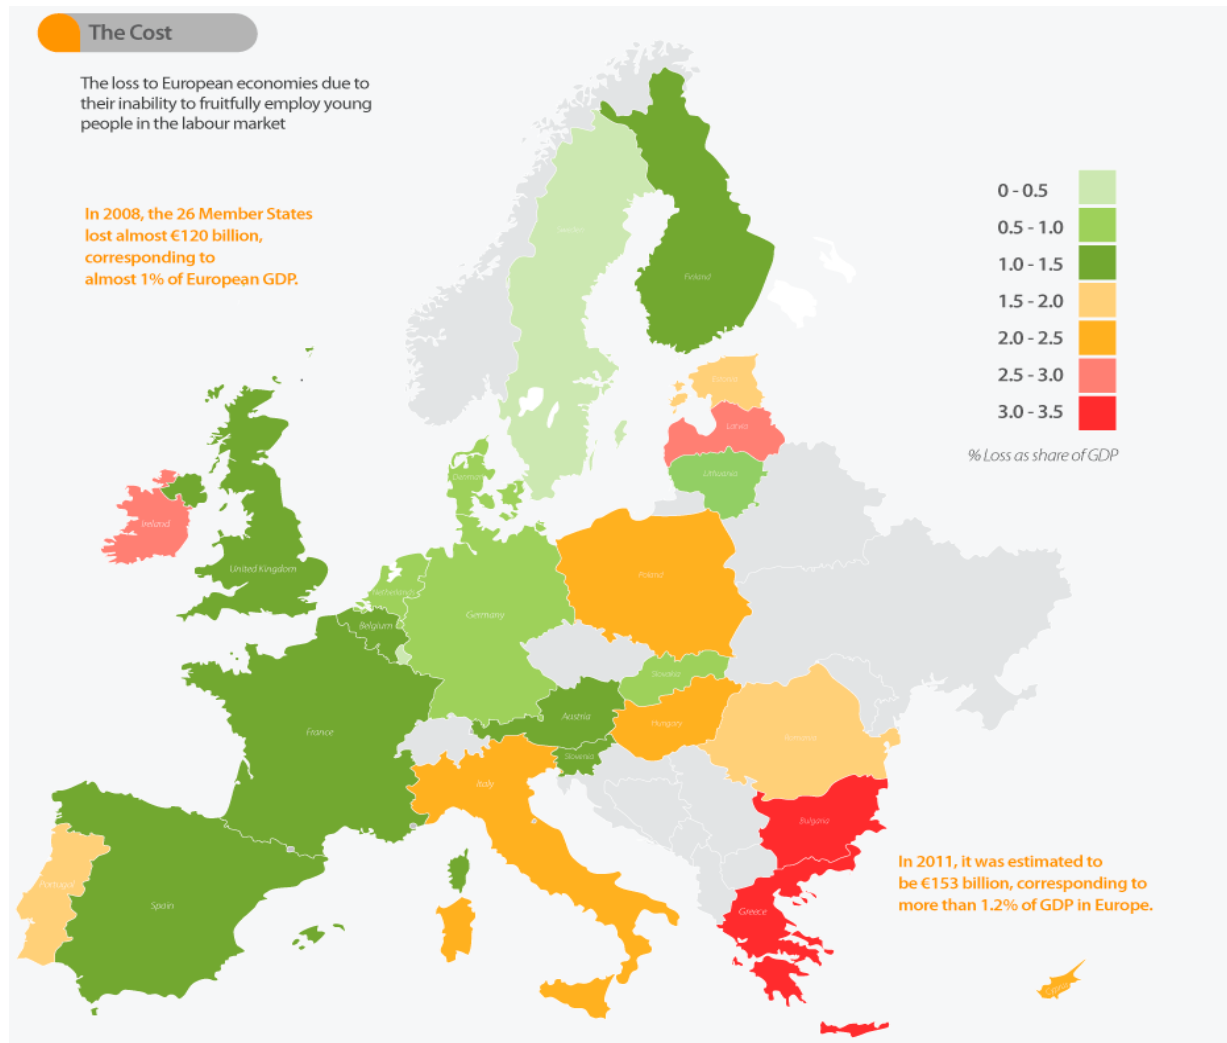 The Cost
The loss to European economies due to
their inability to fruitfully employ young
people in the labour market
In 2008, the 26 Member States
lost almost €120 billion,
corresponding to
almost 1% of European GDP.
0 - 0.5
0.5 - 1.0
1.0 - 1.5
1.5 - 2.0
2.0 - 2.5
2.5 - 3.0
3.0 - 3.5
% Loss as share of GDP
Sweden
Finland
Estonia
Latvia
Lithuania
Denmark
Ireland
United Kingdom
Netherlands
Belgium
Germany
Poland
Slovakia
Austria
Hungary
Slovenia
Romania
France
Italy
Bulgaria
Portugal
Spain
Greece
Cyprus
In 2011, it was estimated to
be €153 billion, corresponding to
more than 1.2% of GDP in Europe.